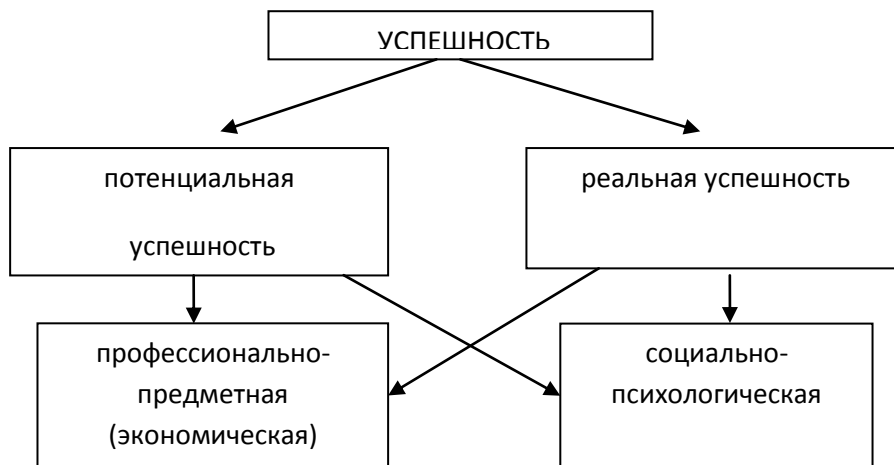 УСПЕШНОСТЬ
потенциальная
успешность
реальная успешность
профессионально-
предметная
(экономическая)
социально-
психологическая